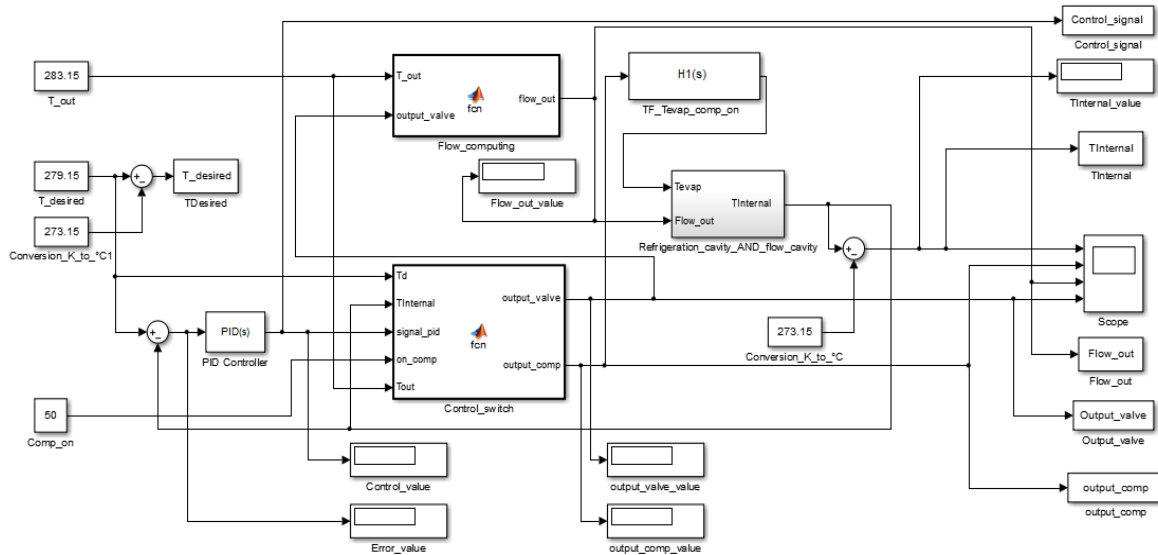 Control_signal
Control_signal
283.15
T_out
T_out
output_valve
fcn
flow_out
Flow_computing
H1(s)
TF_Tevap_comp_on
TInternal_value
TInternal
TInternal
279.15
T_desired
+
−
T_desired
TDesired
273.15
Conversion_K_to_°C1
Flow_out_value
Tevap
Flow_out
TInternal
Refrigeration_cavity_AND_flow_cavity
+
−
Scope
Td
TInternal
signal_pid
on_comp
Tout
fcn
output_valve
output_comp
Control_switch
+
−
PID(s)
PID Controller
273.15
Conversion_K_to_°C
Flow_out
Flow_out
50
Comp_on
Output_valve
Output_valve
Control_value
output_valve_value
output_comp
output_comp
Error_value
output_comp_value